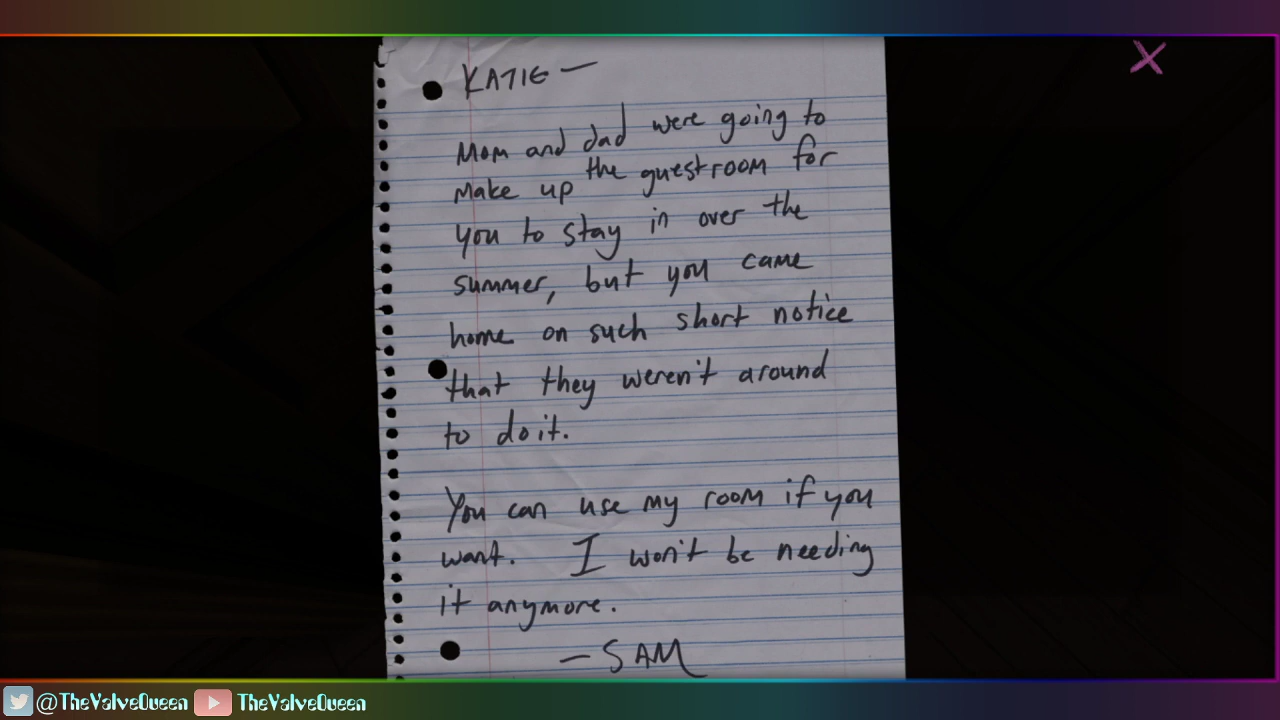 KATIE —
Mom and dad were going to
make up the guestroom for
you to stay in over the
summer, but you came
home on such short notice
that they weren't around
to do it.
You can use my room if you
want. I won't be needing
it anymore.
— SAM
@TheValveQueen TheValveQueen